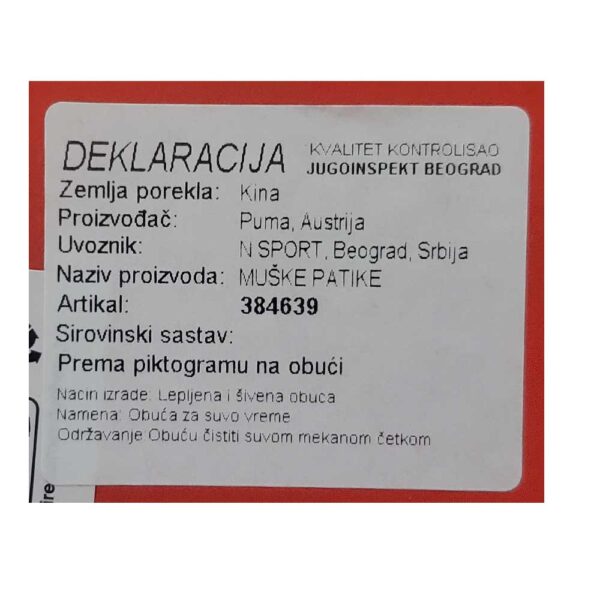 DEKLARACIJA
KVALITET KONTROLISAO
JUGOINSPEKT BEOGRAD
Zemlja porekla: Kina
Proizvođač: Puma, Austrija
Uvoznik: N SPORT, Beograd, Srbija
Naziv proizvoda: MUŠKE PATIKE
Artikal: 384639
Sirovinski sastav:
Prema piktogramu na obući
Nacin izrade: Lepljena i šivena obuca
Namena: Obuća za suvo vreme
Održavanje Obuću čistiti suvom mekanom četkom